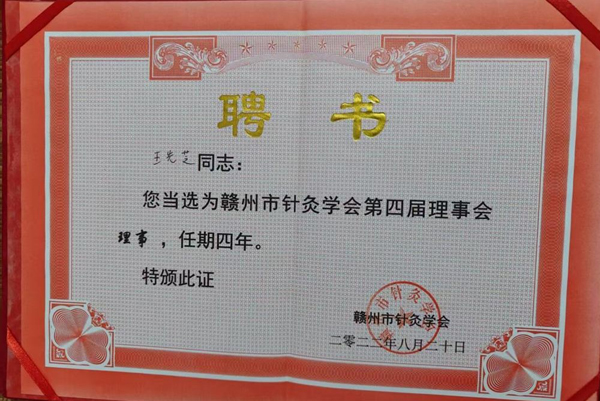 聘书
王先芝同志：
您当选为赣州市针灸学会第四届理事会
理事，任期四年。
特颁此证
赣州市针灸学会
二零二二年八月二十日